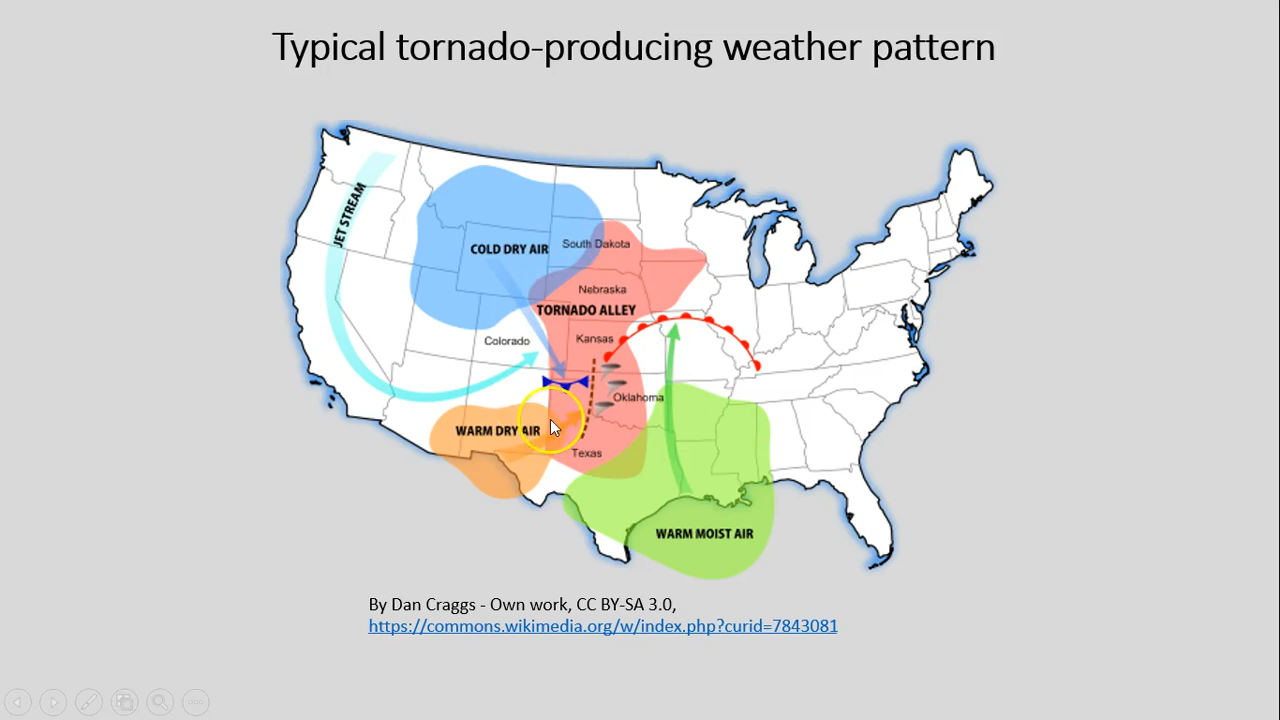 Typical tornado-producing weather pattern
JET STREAM
COLD DRY AIR
South Dakota
Nebraska
TORNADO ALLEY
Colorado
Kansas
Oklahoma
WARM DRY AIR
Texas
WARM MOIST AIR
By Dan Craggs - Own work, CC BY-SA 3.0,
https://commons.wikimedia.org/w/index.php?curid=7843081